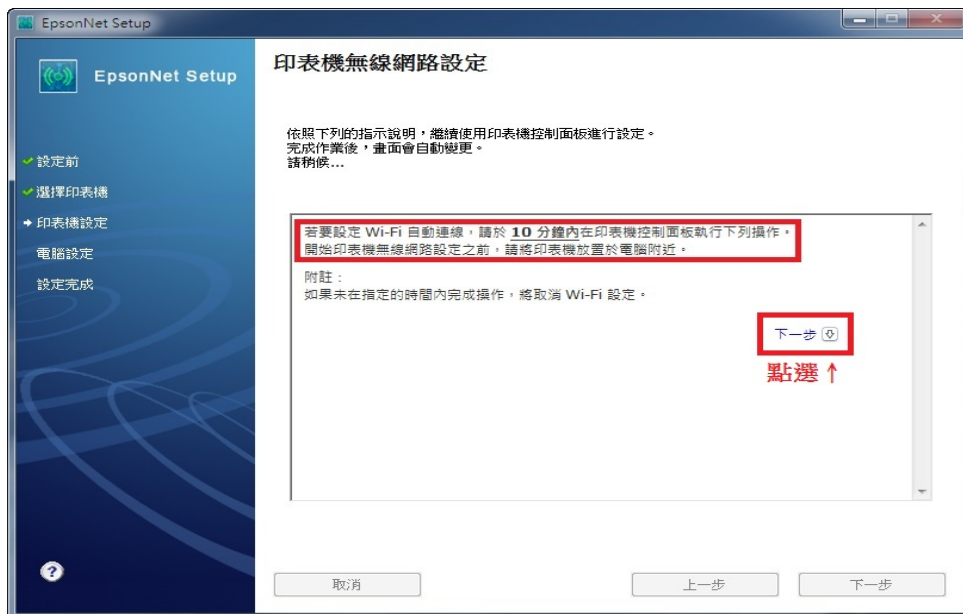 EpsonNet Setup
EpsonNet Setup
設定前
選擇印表機
印表機設定
電腦設定
設定完成
印表機無線網路設定
依照下列的指示說明，繼續使用印表機控制面板進行設定。
完成作業後，畫面會自動變更。
請稍候...
若要設定 Wi-Fi 自動連線，請於 10 分鐘內在印表機控制面板執行下列操作。
開始印表機無線網路設定之前，請將印表機放置於電腦附近。
附註：
如果未在指定的時間內完成操作，將取消 Wi-Fi 設定。
下一步
點選↑
?
取消
上一步
下一步